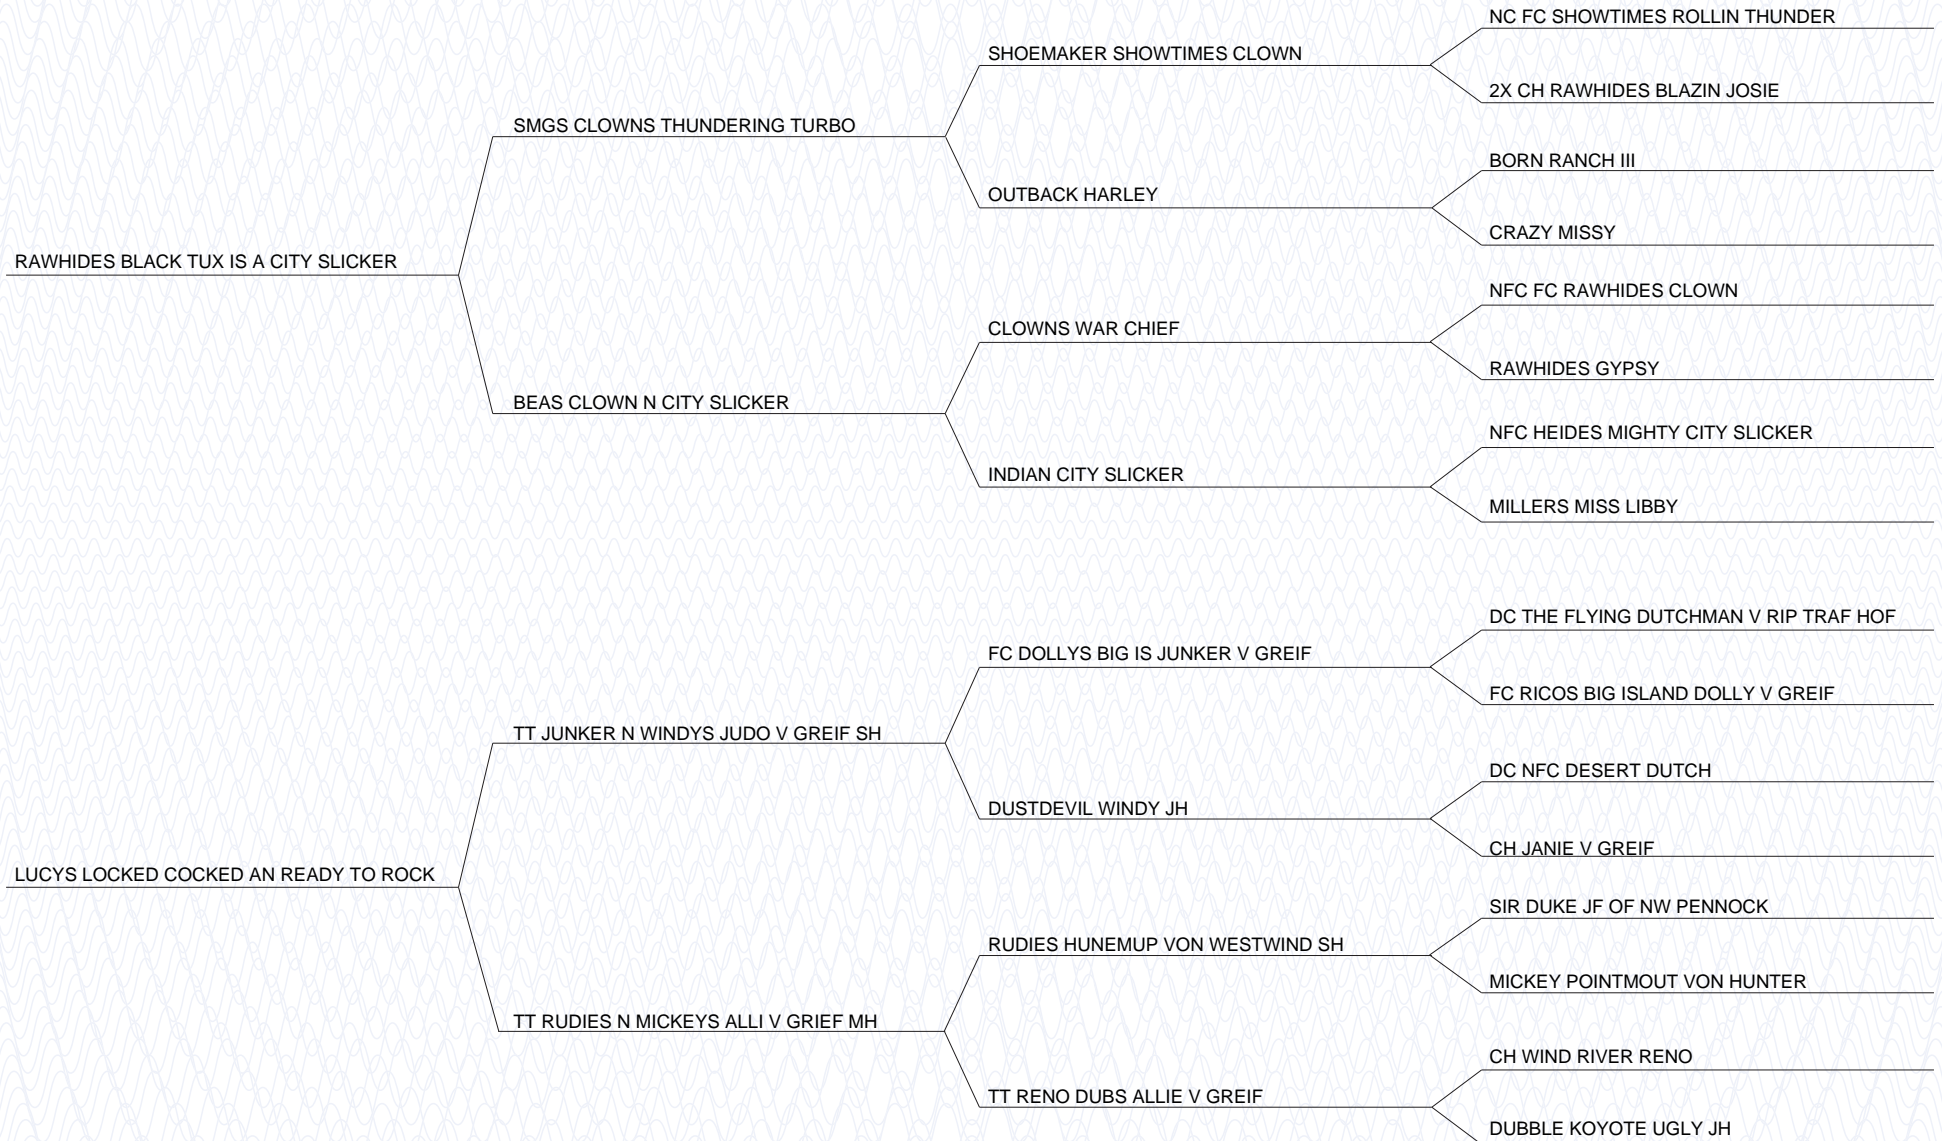 NC FC SHOWTIMES ROLLIN THUNDER
SHOEMAKER SHOWTIMES CLOWN
2X CH RAWHIDES BLAZIN JOSIE
SMGS CLOWNS THUNDERING TURBO
BORN RANCH III
OUTBACK HARLEY
CRAZY MISSY
RAWHIDES BLACK TUX IS A CITY SLICKER
NFC FC RAWHIDES CLOWN
CLOWNS WAR CHIEF
RAWHIDES GYPSY
BEAS CLOWN N CITY SLICKER
NFC HEIDES MIGHTY CITY SLICKER
INDIAN CITY SLICKER
MILLERS MISS LIBBY
DC THE FLYING DUTCHMAN V RIP TRAF HOF
FC DOLLYS BIG IS JUNKER V GREIF
FC RICOS BIG ISLAND DOLLY V GREIF
TT JUNKER N WINDYS JUDO V GREIF SH
DC NFC DESERT DUTCH
DUSTDEVIL WINDY JH
CH JANIE V GREIF
LUCYS LOCKED COCKED AN READY TO ROCK
SIR DUKE JF OF NW PENNOCK
RUDIES HUNEMUP VON WESTWIND SH
MICKEY POINTMOUT VON HUNTER
TT RUDIES N MICKEYS ALLI V GRIEF MH
CH WIND RIVER RENO
TT RENO DUBS ALLIE V GREIF
DUBBLE KOYOTE UGLY JH